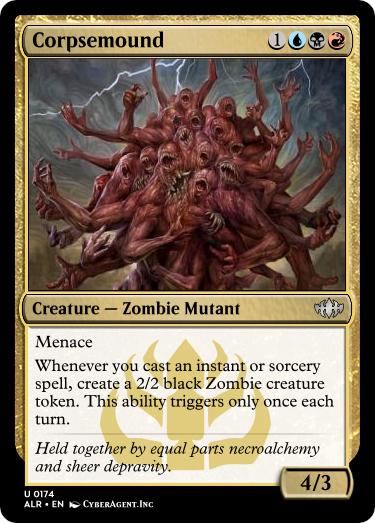 Corpsemound 1
Creature — Zombie Mutant
Menace
Whenever you cast an instant or sorcery
spell, create a 2/2 black Zombie creature
token. This ability triggers only once each
turn.
Held together by equal parts necroalchemy
and sheer depravity.
4/3
U 0174
ALR • EN CyberAgent.Inc